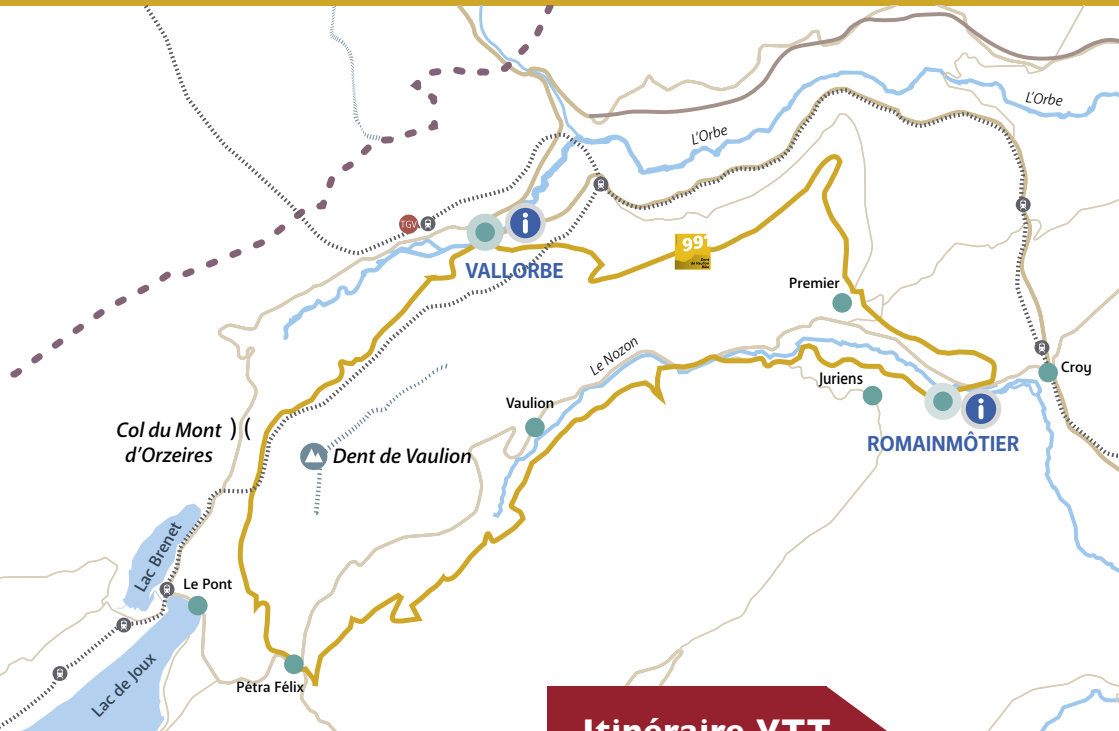 L'Orbe
L'Orbe
TGV
VALLORBE
991
Premier
Le Nozon
Croy
Juriens
Vaulion
Col du Mont
d'Orzeires
Dent de Vaulion
ROMAINMÔTIER
Lac Brenet
Le Pont
Lac de Joux
Pétra Félix
Itinéraire VTT